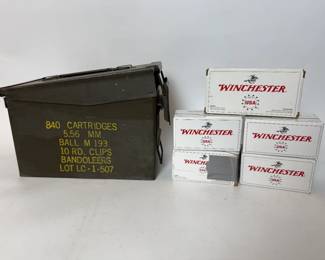 840 CARTRIDGES
5.56 MM
BALL M 193
10 RD. CLIPS
BANDOLEERS
LOT LC-1-507
WINCHESTER
USA
WINCHESTER
USA
WINCHESTER
USA
WINCHESTER
WINCHESTER
USA